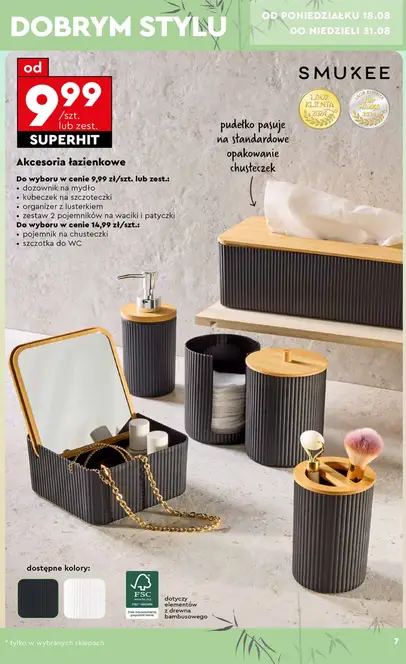 DOBRYM STYLU
OD PONIEDZIAŁKU 18.08
DO NIEDZIELI 31.08
od
9.99
/szt.
lub zest.
SUPERHIT
SMUKEE
pudełko pasuje
na standardowe
opakowanie
chusteczek
Akcesoria łazienkowe
Do wyboru w cenie 9,99 zł/szt. lub zest.:
• dozownik na mydło
• kubeczek na szczoteczki
• organizer z lusterkiem
• zestaw 2 pojemników na waciki i patyczki
Do wyboru w cenie 14,99 zł/szt.:
• pojemnik na chusteczki
• szczotka do WC
dostępne kolory:
FSC
dotyczy
elementów
z drewna
bambusowego
* tylko w wybranych sklepach
7